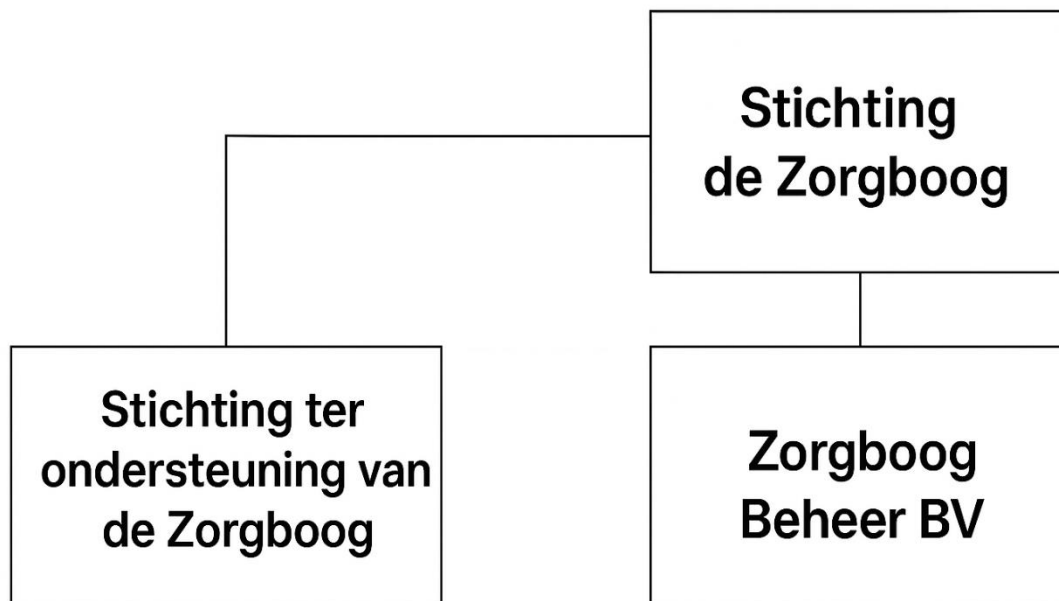 Stichting
de Zorgboog
Stichting ter
ondersteuning van
de Zorgboog
Zorgboog
Beheer BV